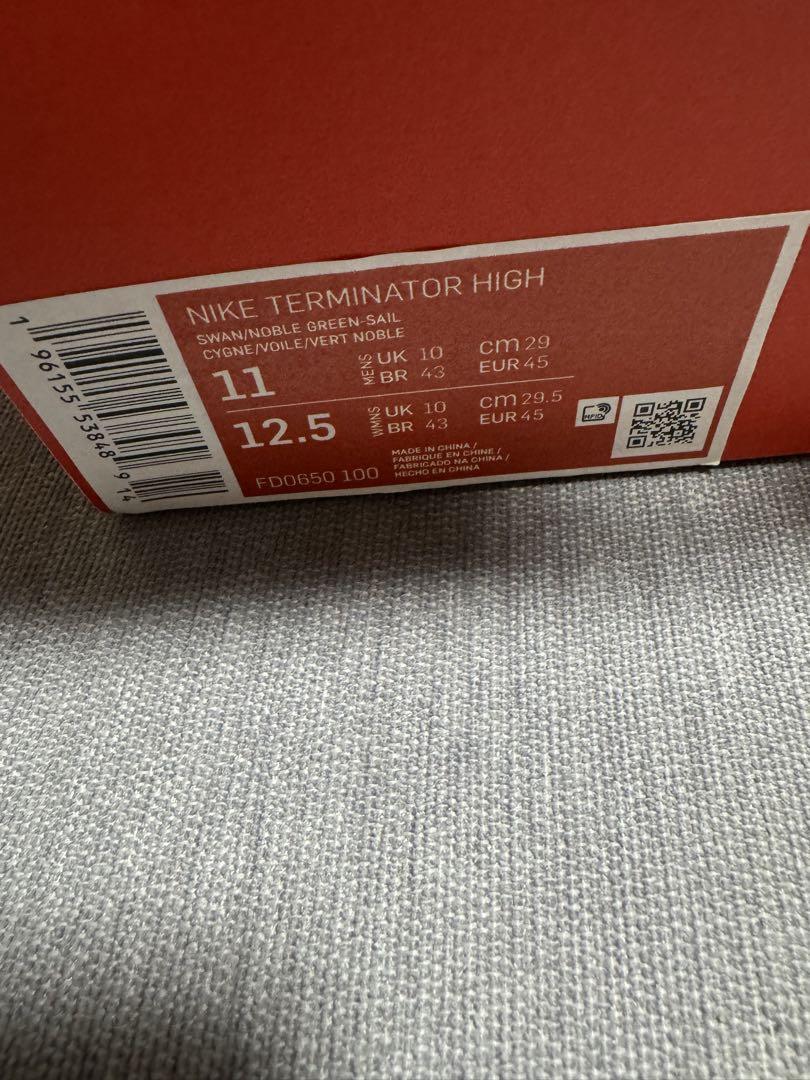 NIKE TERMINATOR HIGH
SWAN/NOBLE GREEN-SAIL
CYGNE/VOILE/VERT NOBLE
11
MENS
UK 10
BR 43
cm 29
EUR 45
12.5
WMNS
UK 10
BR 43
cm 29.5
EUR 45
RFID
FD0650 100
MADE IN CHINA /
FABRIQUE EN CHINE /
FABRICADO NA CHINA /
HECHO EN CHINA
1 96155 53848 9 14